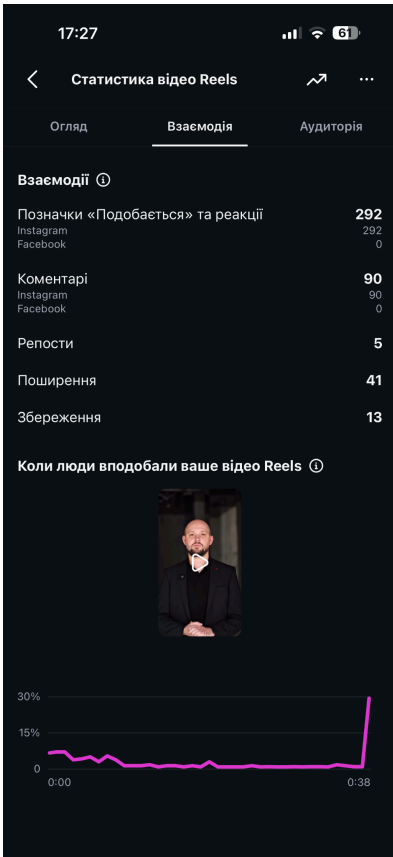 17:27
61
Статистика відео Reels
Огляд
Взаємодія
Аудиторія
Взаємодії
Позначки «Подобається» та реакції 292
Instagram 292
Facebook 0
Коментарі 90
Instagram 90
Facebook 0
Репости 5
Поширення 41
Збереження 13
Коли люди вподобали ваше відео Reels
30%
15%
0
0:00 0:38